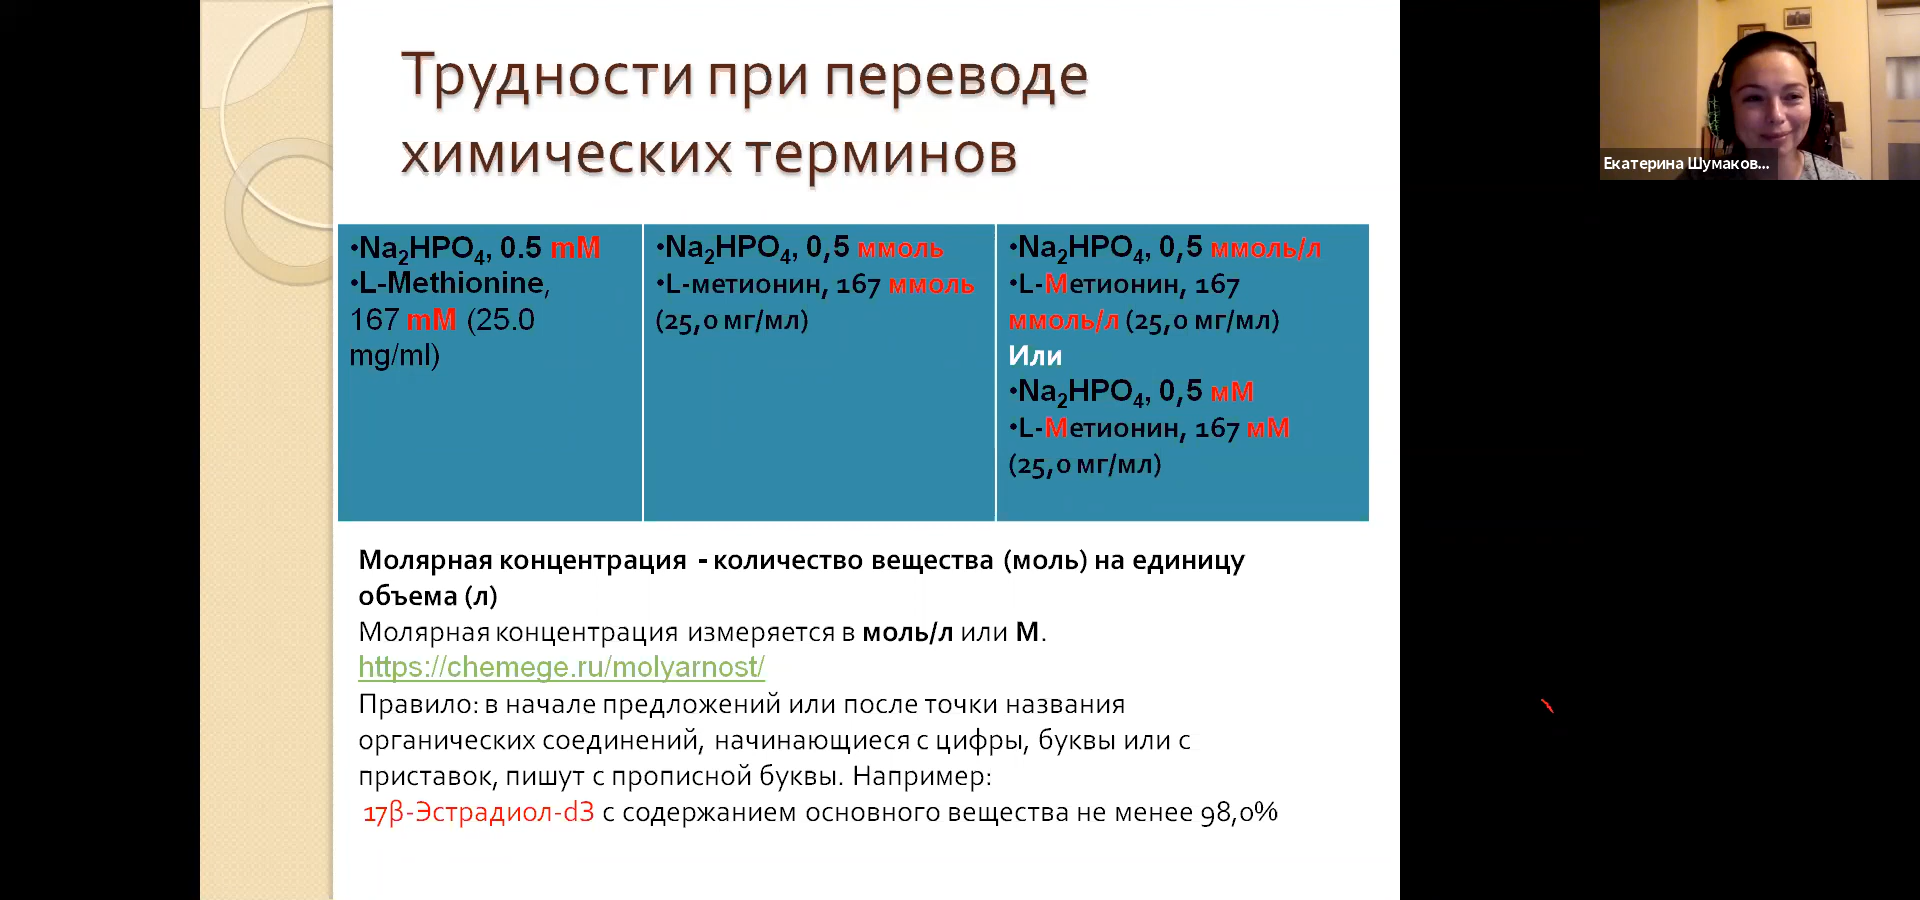 Трудности при переводе
химических терминов
•Na₂HPO₄, 0.5 mM
•L-Methionine,
167 mM (25.0
mg/ml)
•Na₂HPO₄, 0,5 ммоль
•L-метионин, 167 ммоль
(25,0 мг/мл)
•Na₂HPO₄, 0,5 ммоль/л
•L-Метионин, 167
ммоль/л (25,0 мг/мл)
Или
•Na₂HPO₄, 0,5 мМ
•L-Метионин, 167 мМ
(25,0 мг/мл)
Молярная концентрация - количество вещества (моль) на единицу
объема (л)
Молярная концентрация измеряется в моль/л или М.
https://chemege.ru/molyarnost/
Правило: в начале предложений или после точки названия
органических соединений, начинающиеся с цифры, буквы или с
приставок, пишут с прописной буквы. Например:
17β-Эстрадиол-d3 с содержанием основного вещества не менее 98,0%
Екатерина Шумаков...